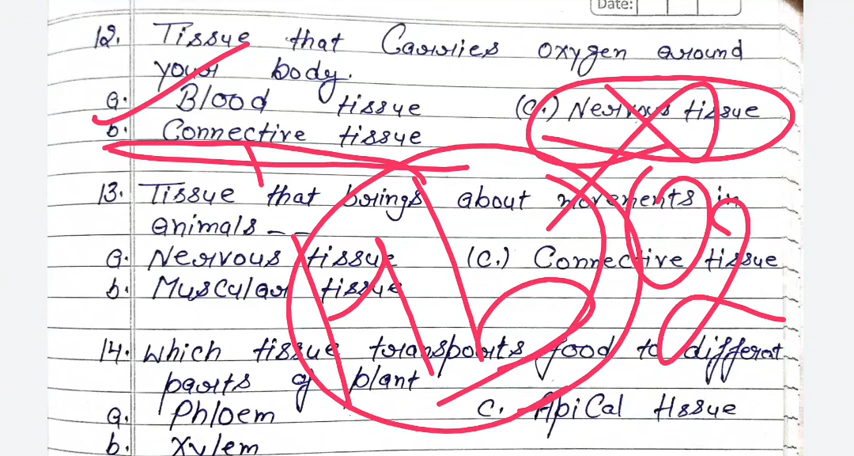 Date:
12. Tissue that Carries oxygen around
your body.
a. Blood tissue (C.) Nervous tissue
b. Connective tissue
13. Tissue that brings about movements in
animals --
a. Nervous tissue (C.) Connective tissue
b. Muscular tissue
14. Which tissue transports food to differat
parts of plant
a. Phloem C. Apical tissue
b. Xylem